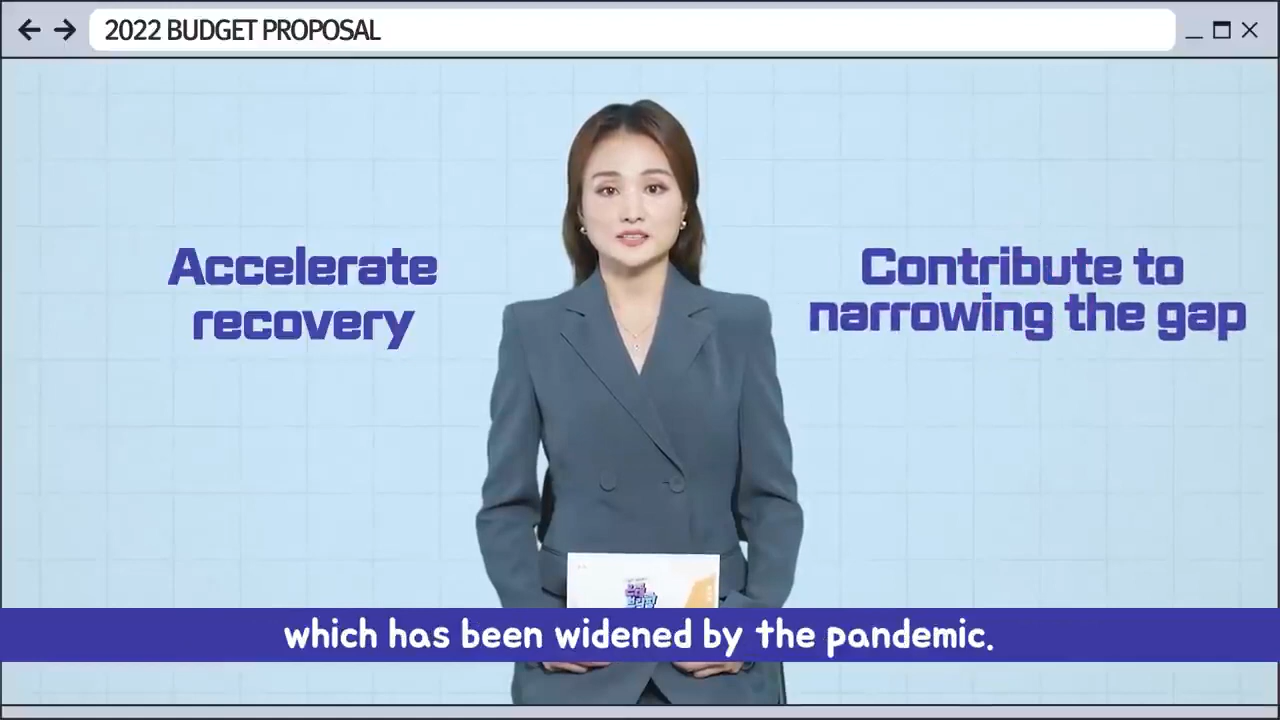 2022 BUDGET PROPOSAL
Accelerate
recovery
Contribute to
narrowing the gap
which has been widened by the pandemic.